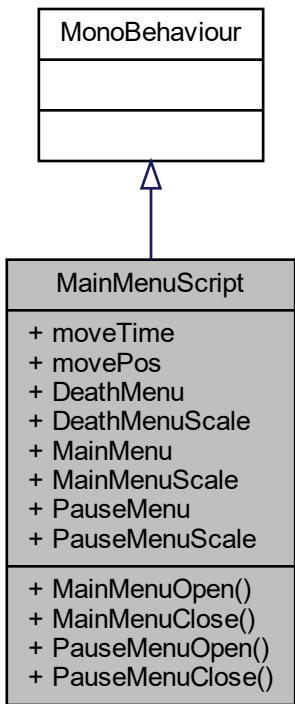 MonoBehaviour
MainMenuScript
+ moveTime
+ movePos
+ DeathMenu
+ DeathMenuScale
+ MainMenu
+ MainMenuScale
+ PauseMenu
+ PauseMenuScale
+ MainMenuOpen()
+ MainMenuClose()
+ PauseMenuOpen()
+ PauseMenuClose()